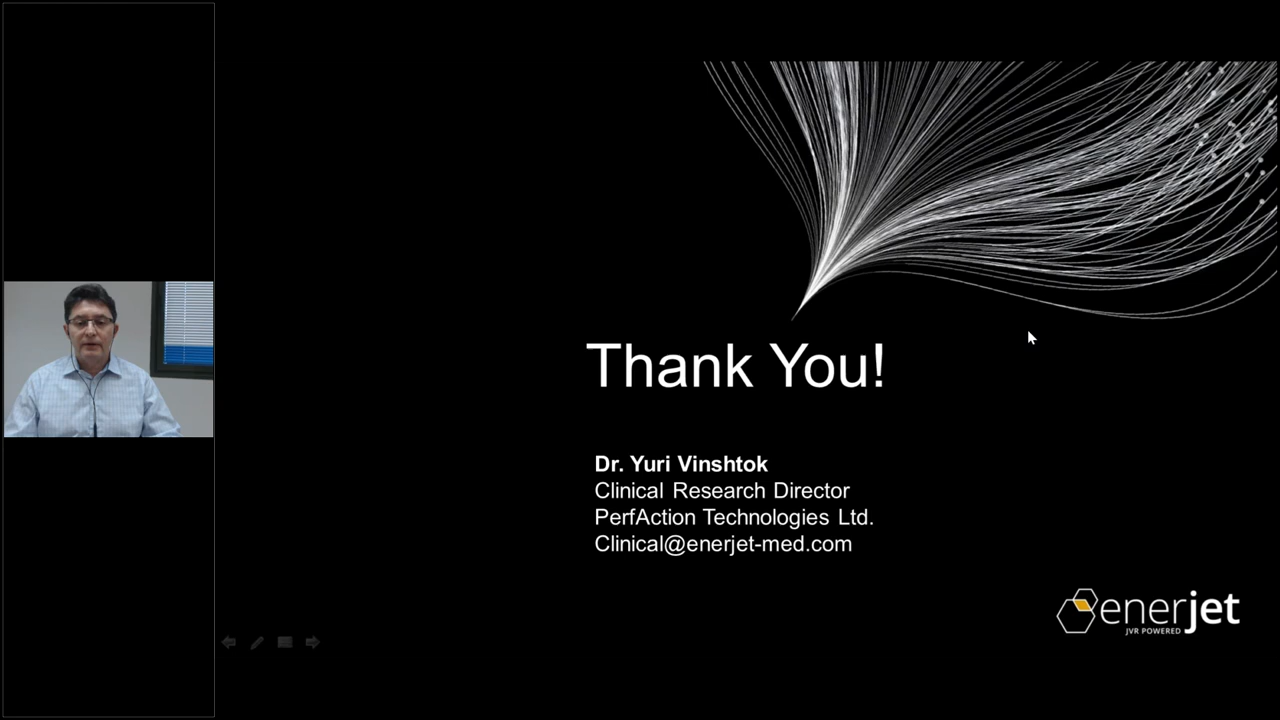 Thank You!
Dr. Yuri Vinshtok
Clinical Research Director
PerfAction Technologies Ltd.
Clinical@enerjet-med.com
enerjet
JVR POWERED